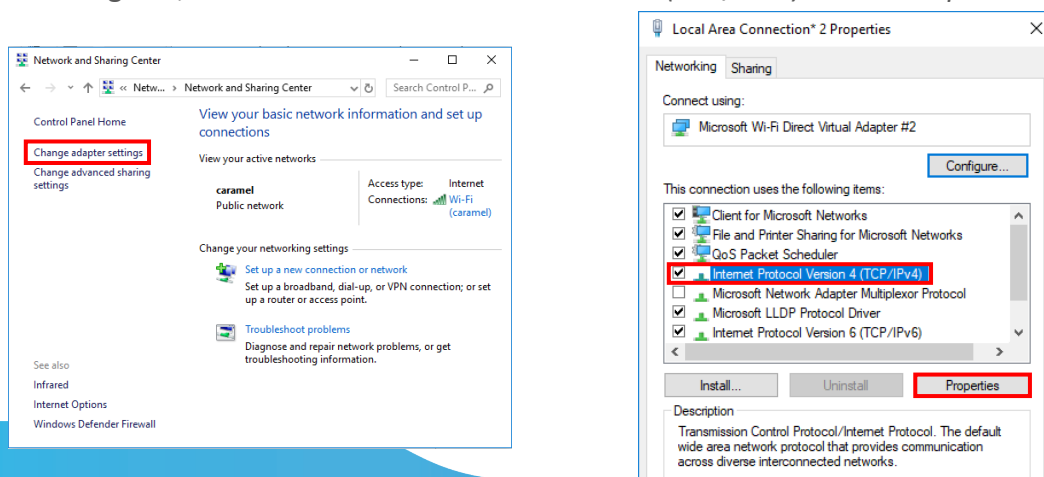 Network and Sharing Center
« Netw... > Network and Sharing Center
Search Control P...
Control Panel Home
Change adapter settings
Change advanced sharing
settings
See also
Infrared
Internet Options
Windows Defender Firewall
View your basic network information and set up
connections
View your active networks
caramel
Public network
Access type: Internet
Connections: Wi-Fi
(caramel)
Change your networking settings
Set up a new connection or network
Set up a broadband, dial-up, or VPN connection; or set
up a router or access point.
Troubleshoot problems
Diagnose and repair network problems, or get
troubleshooting information.
Local Area Connection* 2 Properties
Networking Sharing
Connect using:
Microsoft Wi-Fi Direct Virtual Adapter #2
Configure...
This connection uses the following items:
Client for Microsoft Networks
File and Printer Sharing for Microsoft Networks
QoS Packet Scheduler
Internet Protocol Version 4 (TCP/IPv4)
Microsoft Network Adapter Multiplexor Protocol
Microsoft LLDP Protocol Driver
Internet Protocol Version 6 (TCP/IPv6)
Install... Uninstall Properties
Description
Transmission Control Protocol/Internet Protocol. The default
wide area network protocol that provides communication
across diverse interconnected networks.